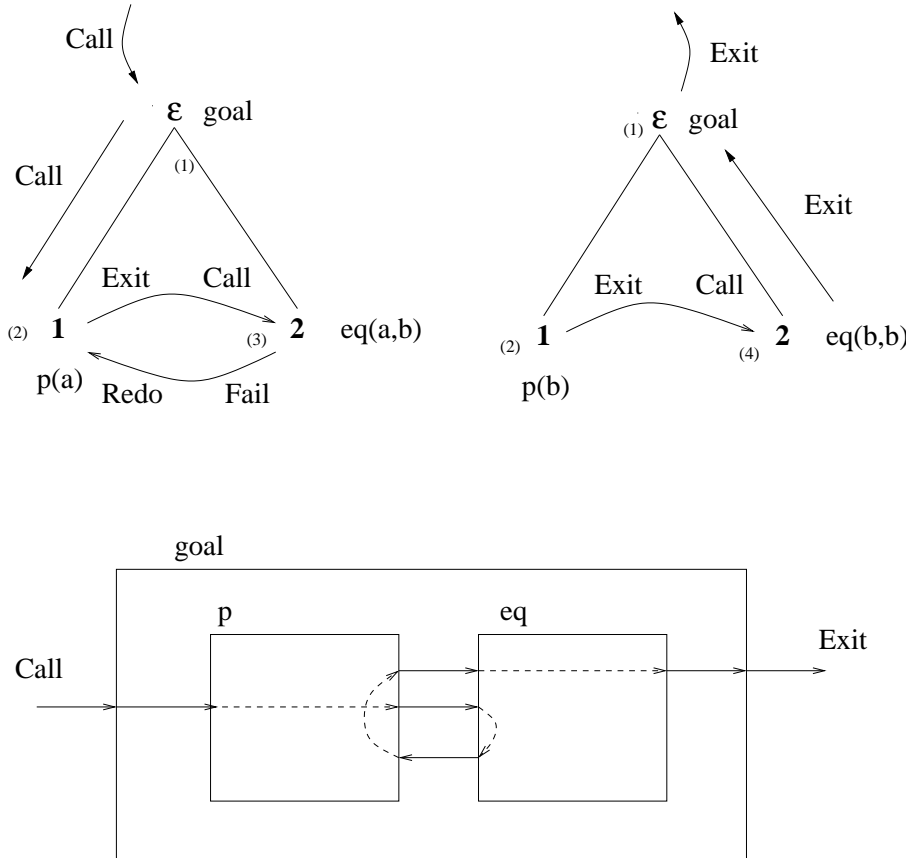 Call
ε goal
(1)
Call
Exit Call
(2) 1
(3) 2 eq(a,b)
p(a)
Redo Fail
Exit
(1) ε goal
Exit
Exit Call
(2) 1
(4) 2 eq(b,b)
p(b)
goal
p eq
Call
Exit